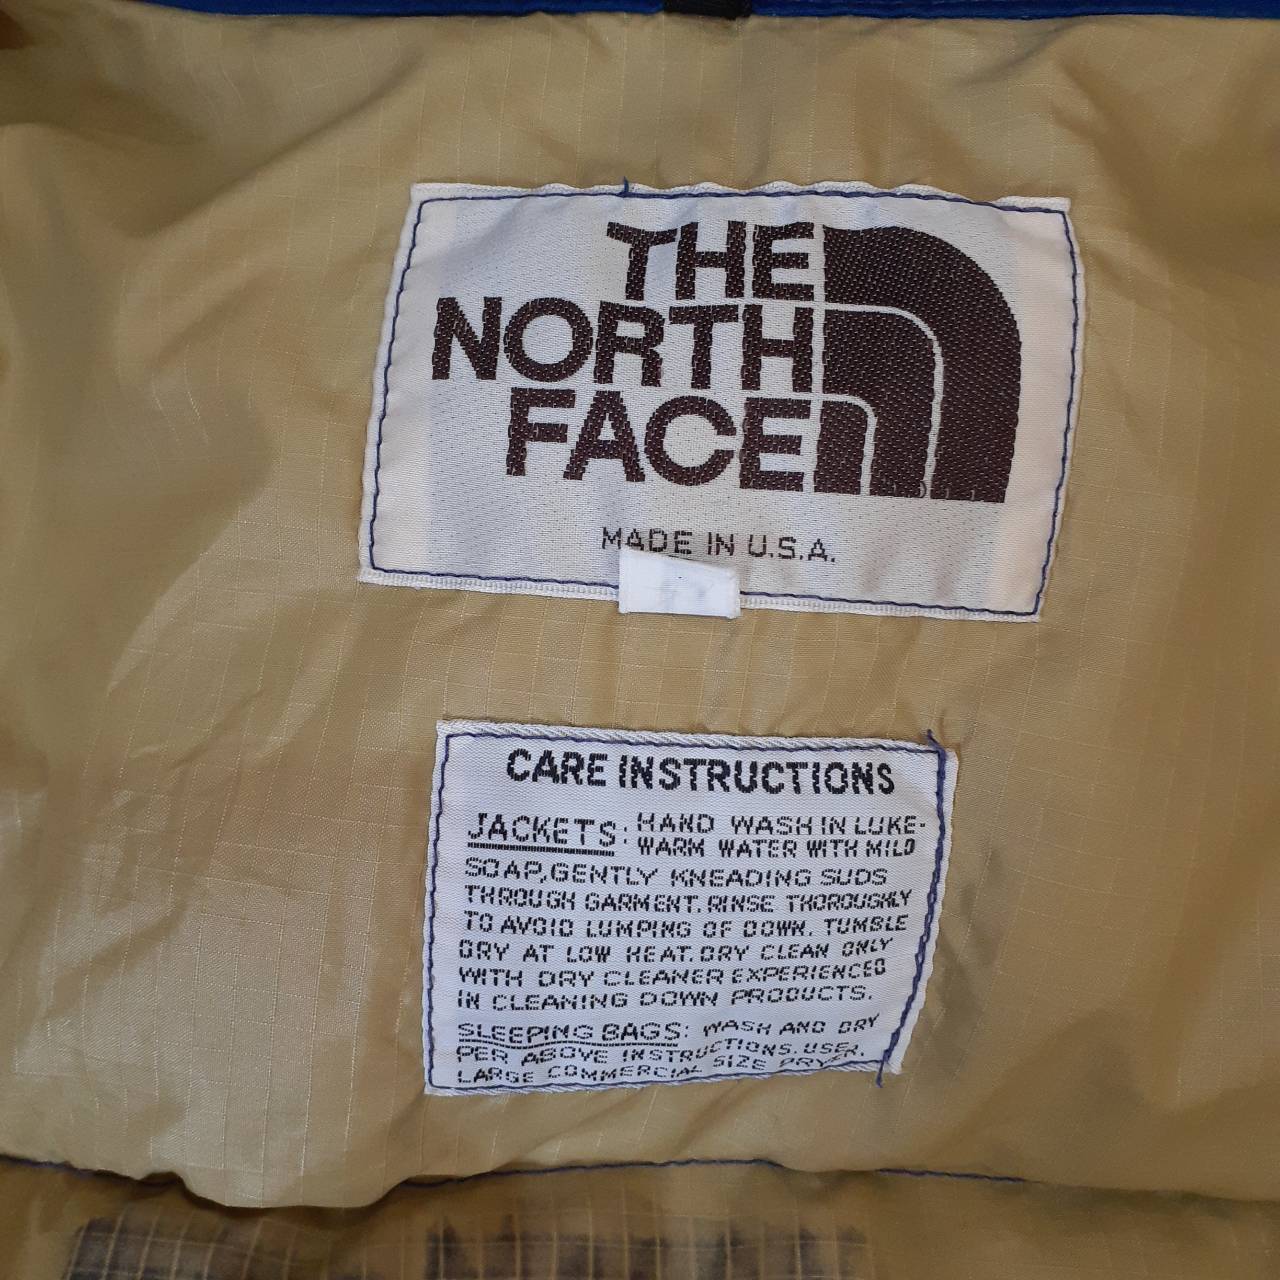 THE
NORTH
FACE
MADE IN U.S.A.
CARE INSTRUCTIONS
JACKETS: HAND WASH IN LUKE-
WARM WATER WITH MILD
SOAP, GENTLY KNEADING SUDS
THROUGH GARMENT. RINSE THOROUGHLY
TO AVOID LUMPING OF DOWN. TUMBLE
DRY AT LOW HEAT. DRY CLEAN ONLY
WITH DRY CLEANER EXPERIENCED
IN CLEANING DOWN PRODUCTS.
SLEEPING BAGS: WASH AND DRY
PER ABOVE INSTRUCTIONS. USE
LARGE COMMERCIAL SIZE DRYER.